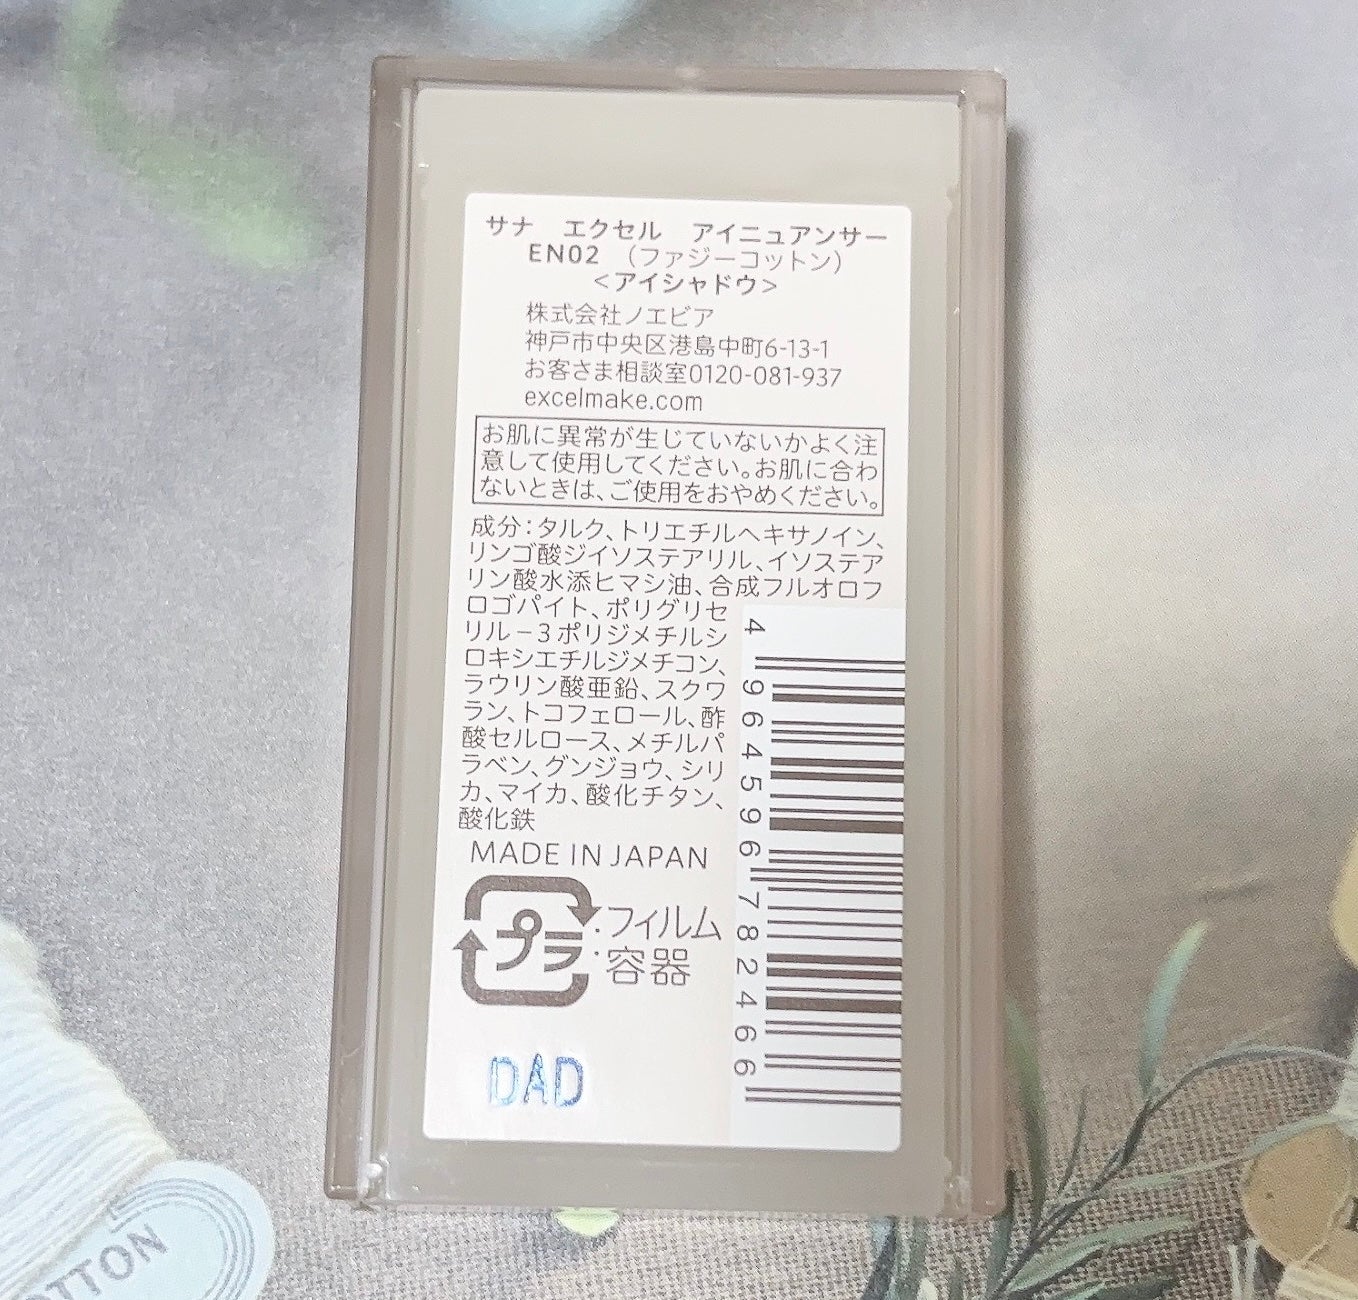 サナ　エクセル　アイニュアンサー
EN02　（ファジーコットン）
＜アイシャドウ＞
株式会社ノエビア
神戸市中央区港島中町6-13-1
お客さま相談室0120-081-937
excelmake.com
お肌に異常が生じていないかよく注
意して使用してください。お肌に合わ
ないときは、ご使用をおやめください。
成分：タルク、トリエチルヘキサノイン、
リンゴ酸ジイソステアリル、イソステア
リン酸水添ヒマシ油、合成フルオロフ
ロゴパイト、ポリグリセ
リル－3ポリジメチルシ
ロキシエチルジメチコン、
ラウリン酸亜鉛、スクワ
ラン、トコフェロール、酢
酸セルロース、メチルパ
ラベン、グンジョウ、シリ
カ、マイカ、酸化チタン、
酸化鉄
MADE IN JAPAN
プラ：フィルム
容器
4 964596 782466
DAD
OTTON